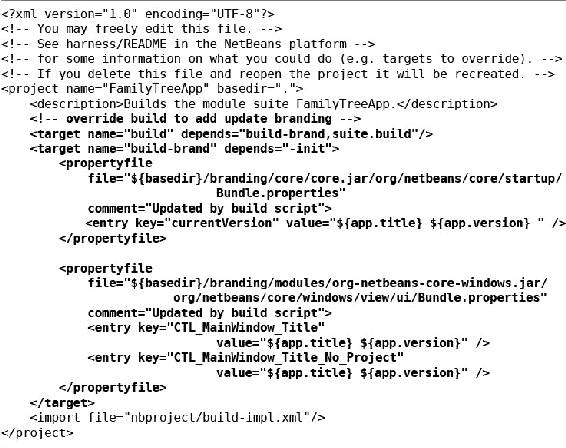 <?xml version="1.0" encoding="UTF-8"?>
<!-- You may freely edit this file. -->
<!-- See harness/README in the NetBeans platform -->
<!-- for some information on what you could do (e.g. targets to override). -->
<!-- If you delete this file and reopen the project it will be recreated. -->
<project name="FamilyTreeApp" basedir=".">
    <description>Builds the module suite FamilyTreeApp.</description>
    <!-- override build to add update branding -->
    <target name="build" depends="build-brand,suite.build"/>
    <target name="build-brand" depends="-init">
        <propertyfile
            file="${basedir}/branding/core/core.jar/org/netbeans/core/startup/
                              Bundle.properties"
            comment="Updated by build script">
            <entry key="currentVersion" value="${app.title} ${app.version} " />
        </propertyfile>

        <propertyfile
            file="${basedir}/branding/modules/org-netbeans-core-windows.jar/
                        org/netbeans/core/windows/view/ui/Bundle.properties"
            comment="Updated by build script">
            <entry key="CTL_MainWindow_Title"
                              value="${app.title} ${app.version}" />
            <entry key="CTL_MainWindow_Title_No_Project"
                              value="${app.title} ${app.version}" />
        </propertyfile>
    </target>
    <import file="nbproject/build-impl.xml"/>
</project>